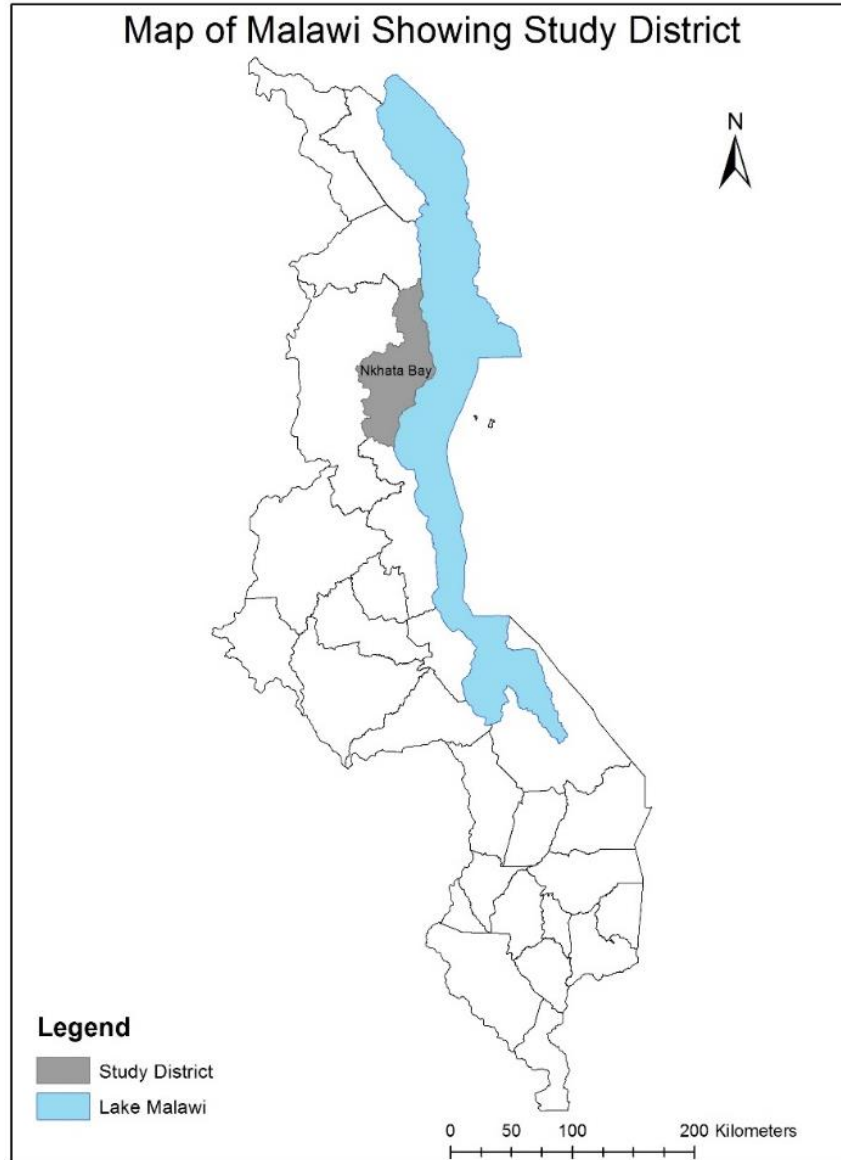 Map of Malawi Showing Study District
N
Nkhata Bay
Legend
Study District
Lake Malawi
0 50 100 200 Kilometers